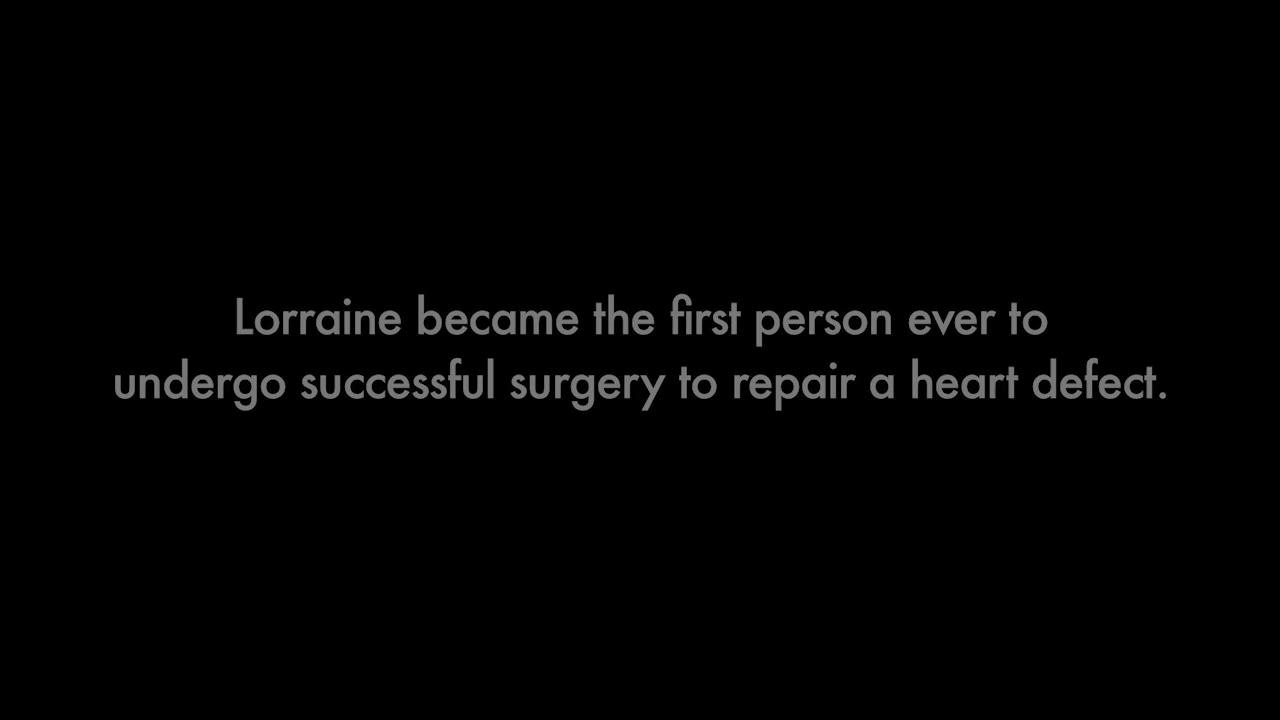 Lorraine became the first person ever to
undergo successful surgery to repair a heart defect.